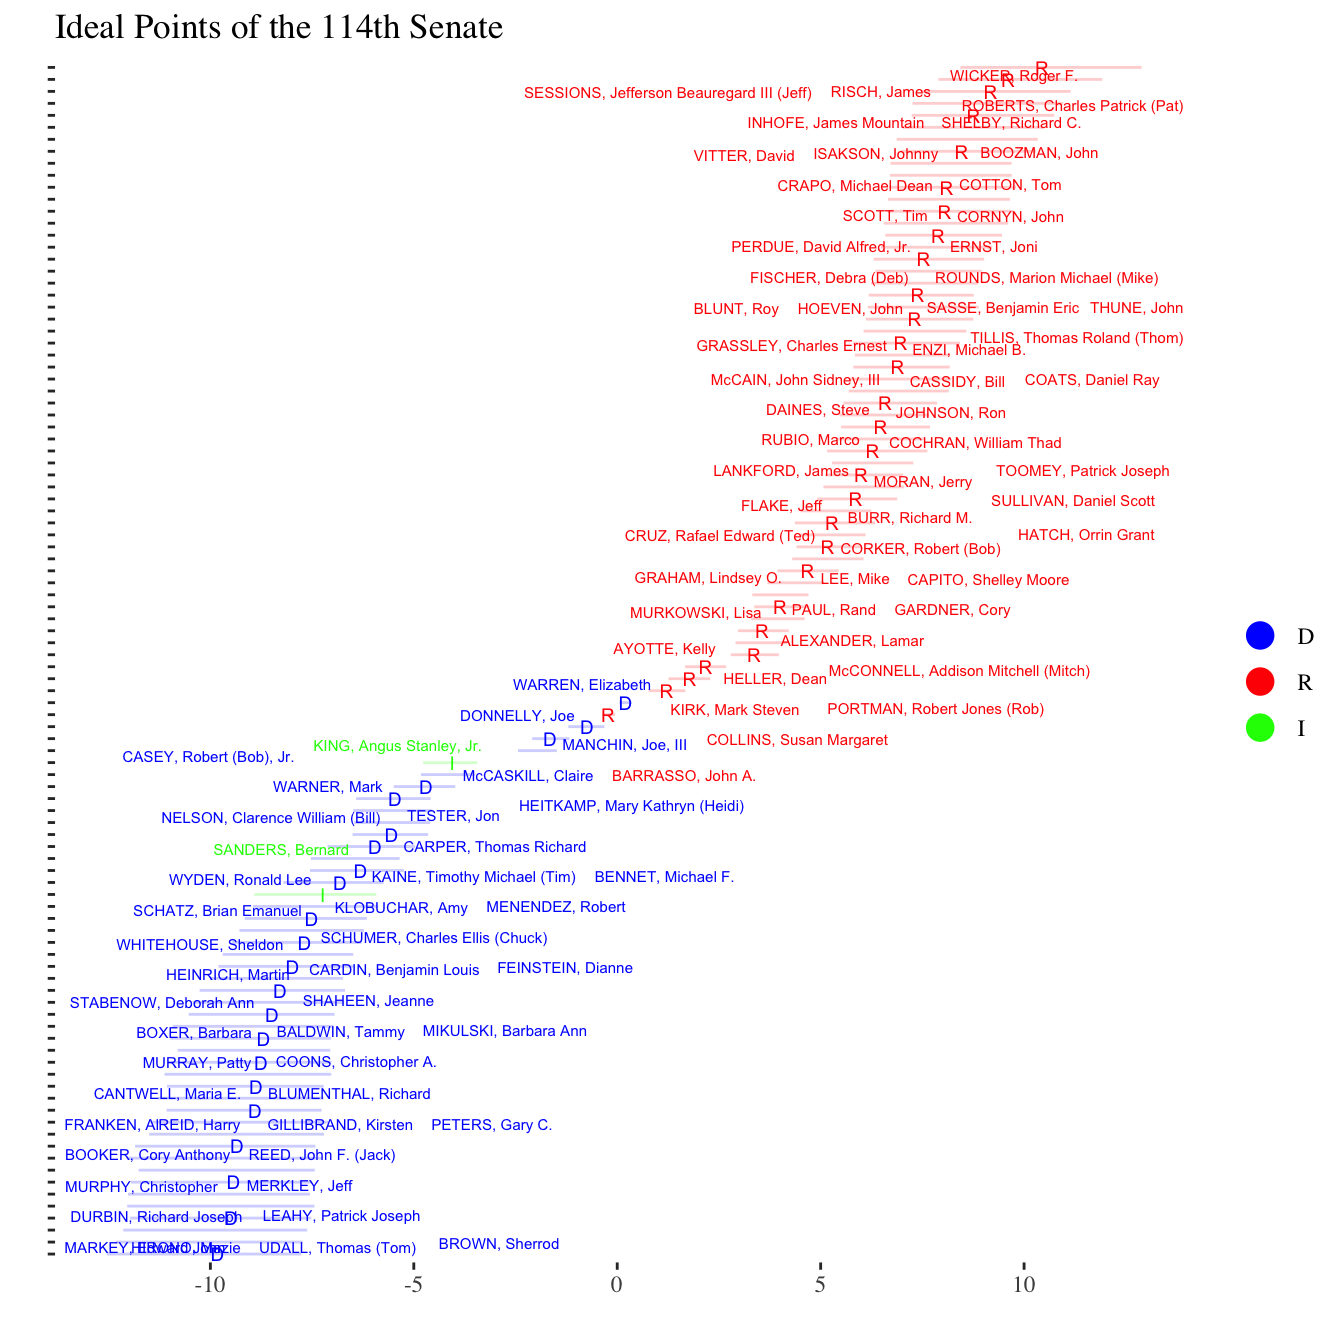 Ideal Points of the 114th Senate
R
WICKER, Roger F.
R
SESSIONS, Jefferson Beauregard III (Jeff) RISCH, James R
ROBERTS, Charles Patrick (Pat)
R
INHOFE, James Mountain SHELBY, Richard C.
VITTER, David ISAKSON, Johnny R BOOZMAN, John
CRAPO, Michael Dean R COTTON, Tom
SCOTT, Tim R CORNYN, John
R
PERDUE, David Alfred, Jr. ERNST, Joni
R
FISCHER, Debra (Deb) ROUNDS, Marion Michael (Mike)
R
BLUNT, Roy HOEVEN, John SASSE, Benjamin Eric THUNE, John
R
TILLIS, Thomas Roland (Thom)
GRASSLEY, Charles Ernest R ENZI, Michael B.
R
McCAIN, John Sidney, III CASSIDY, Bill COATS, Daniel Ray
R
DAINES, Steve JOHNSON, Ron
R
RUBIO, Marco COCHRAN, William Thad
R
LANKFORD, James R TOOMEY, Patrick Joseph
MORAN, Jerry
R SULLIVAN, Daniel Scott
FLAKE, Jeff
R BURR, Richard M.
CRUZ, Rafael Edward (Ted) HATCH, Orrin Grant
R CORKER, Robert (Bob)
R
GRAHAM, Lindsey O. LEE, Mike CAPITO, Shelley Moore
MURKOWSKI, Lisa R PAUL, Rand GARDNER, Cory
R
ALEXANDER, Lamar
AYOTTE, Kelly R
R McCONNELL, Addison Mitchell (Mitch)
R HELLER, Dean
WARREN, Elizabeth R
D
DONNELLY, Joe R KIRK, Mark Steven PORTMAN, Robert Jones (Rob)
D
KING, Angus Stanley, Jr. D MANCHIN, Joe, III COLLINS, Susan Margaret
CASEY, Robert (Bob), Jr. I
McCASKILL, Claire BARRASSO, John A.
WARNER, Mark D
D HEITKAMP, Mary Kathryn (Heidi)
NELSON, Clarence William (Bill) TESTER, Jon
D
SANDERS, Bernard D CARPER, Thomas Richard
D
WYDEN, Ronald Lee D KAINE, Timothy Michael (Tim) BENNET, Michael F.
I
SCHATZ, Brian Emanuel D KLOBUCHAR, Amy MENENDEZ, Robert
WHITEHOUSE, Sheldon D SCHUMER, Charles Ellis (Chuck)
HEINRICH, Martin D CARDIN, Benjamin Louis FEINSTEIN, Dianne
D
STABENOW, Deborah Ann SHAHEEN, Jeanne
D
BOXER, Barbara D BALDWIN, Tammy MIKULSKI, Barbara Ann
MURRAY, Patty D COONS, Christopher A.
D
CANTWELL, Maria E. BLUMENTHAL, Richard
D
FRANKEN, Al REID, Harry GILLIBRAND, Kirsten PETERS, Gary C.
D
BOOKER, Cory Anthony REED, John F. (Jack)
MURPHY, Christopher D MERKLEY, Jeff
DURBIN, Richard Joseph D LEAHY, Patrick Joseph
MARKEY, Edward John HIRONO, Mazie D UDALL, Thomas (Tom) BROWN, Sherrod
-10 -5 0 5 10
D
R
I